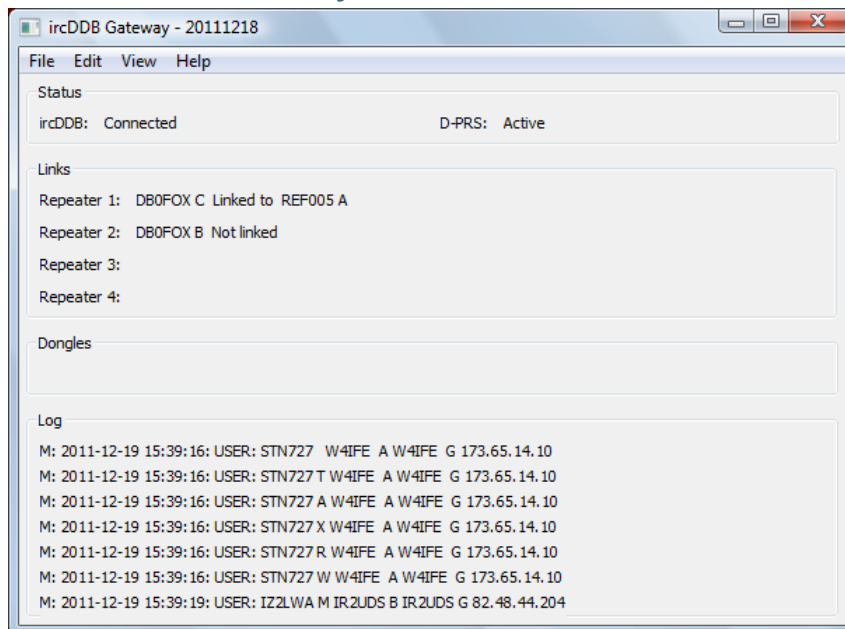 ircDDB Gateway - 20111218
File Edit View Help
Status
ircDDB: Connected D-PRS: Active
Links
Repeater 1: DB0FOX C Linked to REF005 A
Repeater 2: DB0FOX B Not linked
Repeater 3:
Repeater 4:
Dongles
Log
M: 2011-12-19 15:39:16: USER: STN727 W4IFE A W4IFE G 173.65.14.10
M: 2011-12-19 15:39:16: USER: STN727 T W4IFE A W4IFE G 173.65.14.10
M: 2011-12-19 15:39:16: USER: STN727 A W4IFE A W4IFE G 173.65.14.10
M: 2011-12-19 15:39:16: USER: STN727 X W4IFE A W4IFE G 173.65.14.10
M: 2011-12-19 15:39:16: USER: STN727 R W4IFE A W4IFE G 173.65.14.10
M: 2011-12-19 15:39:16: USER: STN727 W W4IFE A W4IFE G 173.65.14.10
M: 2011-12-19 15:39:19: USER: IZ2LWA M IR2UDS B IR2UDS G 82.48.44.204